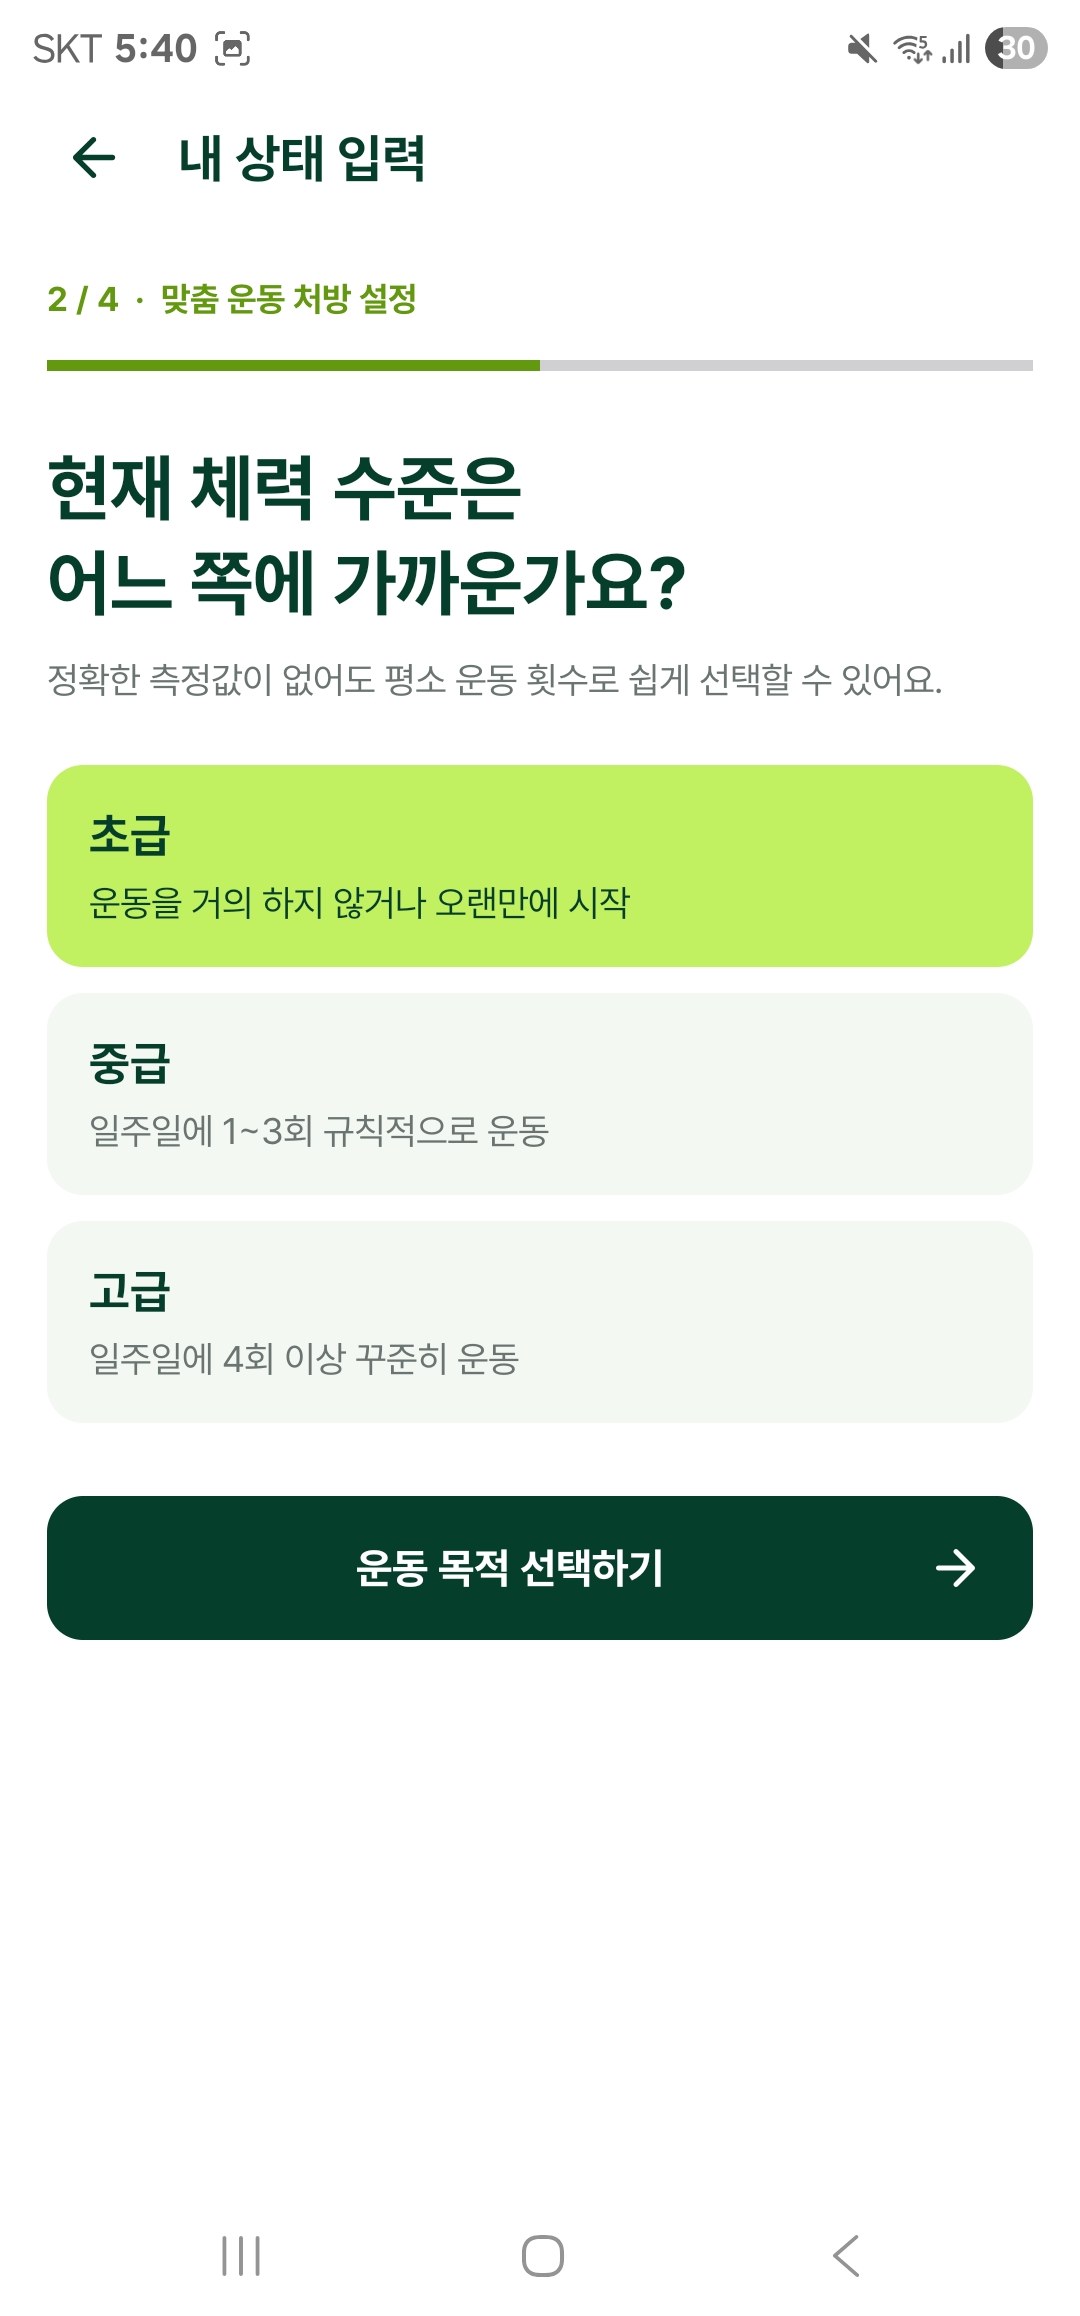 SKT 5:40
5
30
내 상태 입력
2 / 4 · 맞춤 운동 처방 설정
현재 체력 수준은
어느 쪽에 가까운가요?
정확한 측정값이 없어도 평소 운동 횟수로 쉽게 선택할 수 있어요.
초급
운동을 거의 하지 않거나 오랜만에 시작
중급
일주일에 1~3회 규칙적으로 운동
고급
일주일에 4회 이상 꾸준히 운동
운동 목적 선택하기